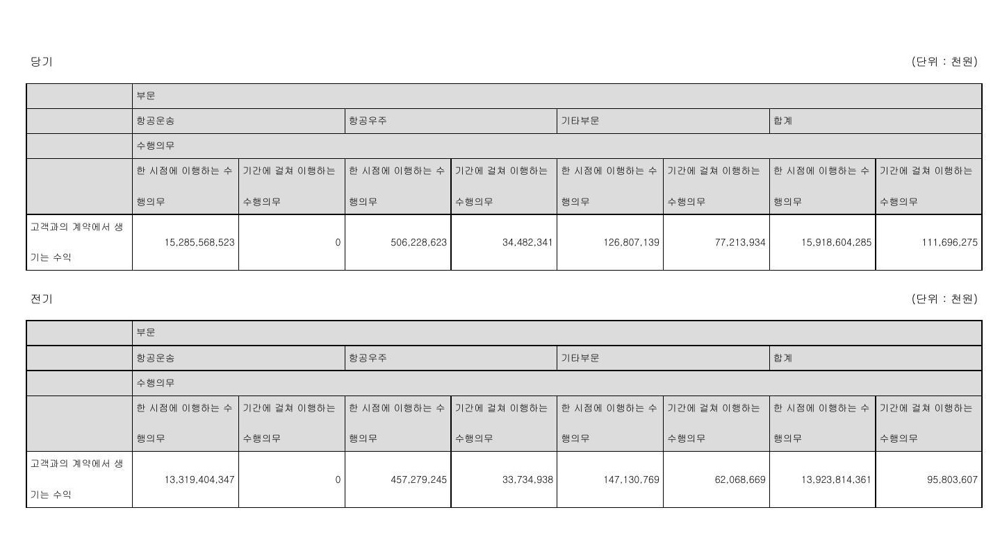 당기 (단위 : 천원)
부문
항공운송 항공우주 기타부문 합계
수행의무
한 시점에 이행하는 수 기간에 걸쳐 이행하는 한 시점에 이행하는 수 기간에 걸쳐 이행하는 한 시점에 이행하는 수 기간에 걸쳐 이행하는 한 시점에 이행하는 수 기간에 걸쳐 이행하는
행의무 수행의무 행의무 수행의무 행의무 수행의무 행의무 수행의무
고객과의 계약에서 생
기는 수익
15,285,568,523 0 506,228,623 34,482,341 126,807,139 77,213,934 15,918,604,285 111,696,275
전기 (단위 : 천원)
부문
항공운송 항공우주 기타부문 합계
수행의무
한 시점에 이행하는 수 기간에 걸쳐 이행하는 한 시점에 이행하는 수 기간에 걸쳐 이행하는 한 시점에 이행하는 수 기간에 걸쳐 이행하는 한 시점에 이행하는 수 기간에 걸쳐 이행하는
행의무 수행의무 행의무 수행의무 행의무 수행의무 행의무 수행의무
고객과의 계약에서 생
기는 수익
13,319,404,347 0 457,279,245 33,734,938 147,130,769 62,068,669 13,923,814,361 95,803,607